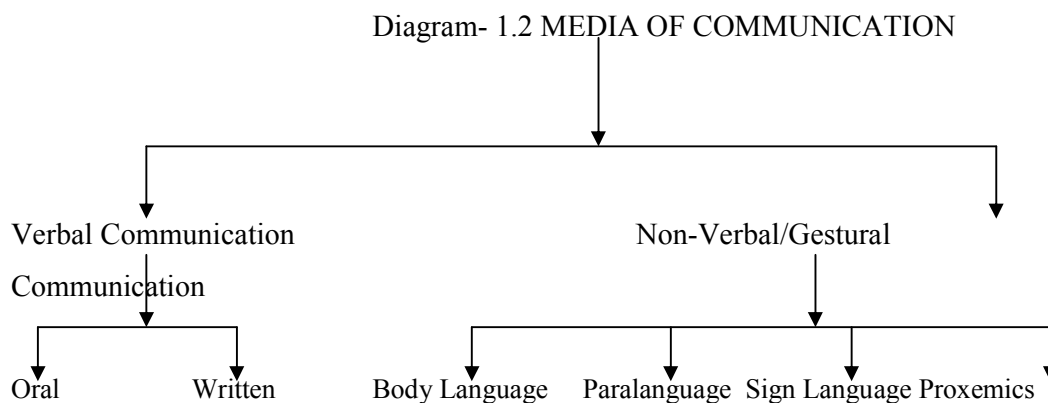 Diagram- 1.2 MEDIA OF COMMUNICATION
Verbal Communication Non-Verbal/Gestural
Communication
Oral Written Body Language Paralanguage Sign Language Proxemics